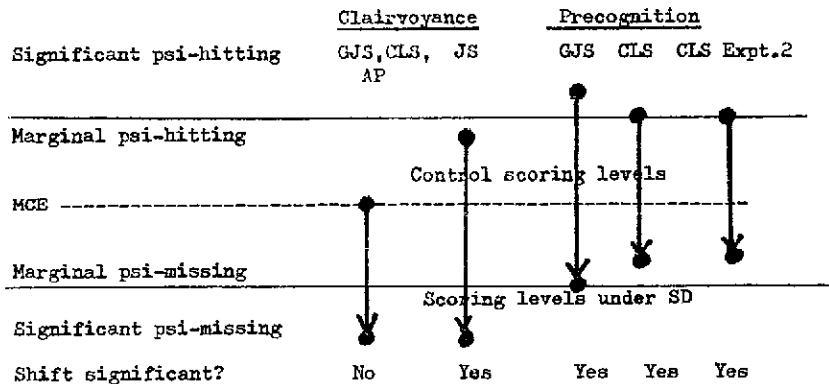 Clairvoyance Precognition
Significant psi-hitting GJS,CLS, JS GJS CLS CLS Expt.2
AP
Marginal psi-hitting
Control scoring levels
MCE
Marginal psi-missing
Scoring levels under SD
Significant psi-missing
Shift significant? No Yes Yes Yes Yes